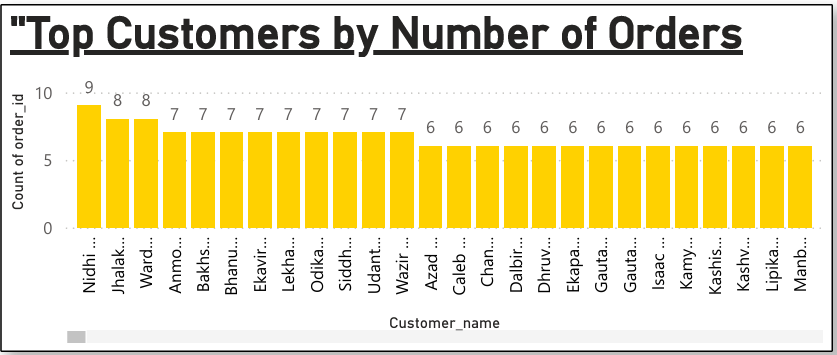 "Top Customers by Number of Orders
Count of order_id
10
5
0
9 8 8 7 7 7 7 7 7 7 7 7 6 6 6 6 6 6 6 6 6 6 6 6 6 6
Nidhi ...
Jhalak...
Ward...
Anmo...
Bakhs...
Bhanu...
Ekavir...
Lekha...
Odika...
Siddh...
Udant...
Wazir ...
Azad ...
Caleb ...
Chan...
Dalbir...
Dhruv...
Ekapa...
Gauta...
Gauta...
Isaac ...
Kamy...
Kashis...
Kashv...
Lipika...
Manb...
Customer_name